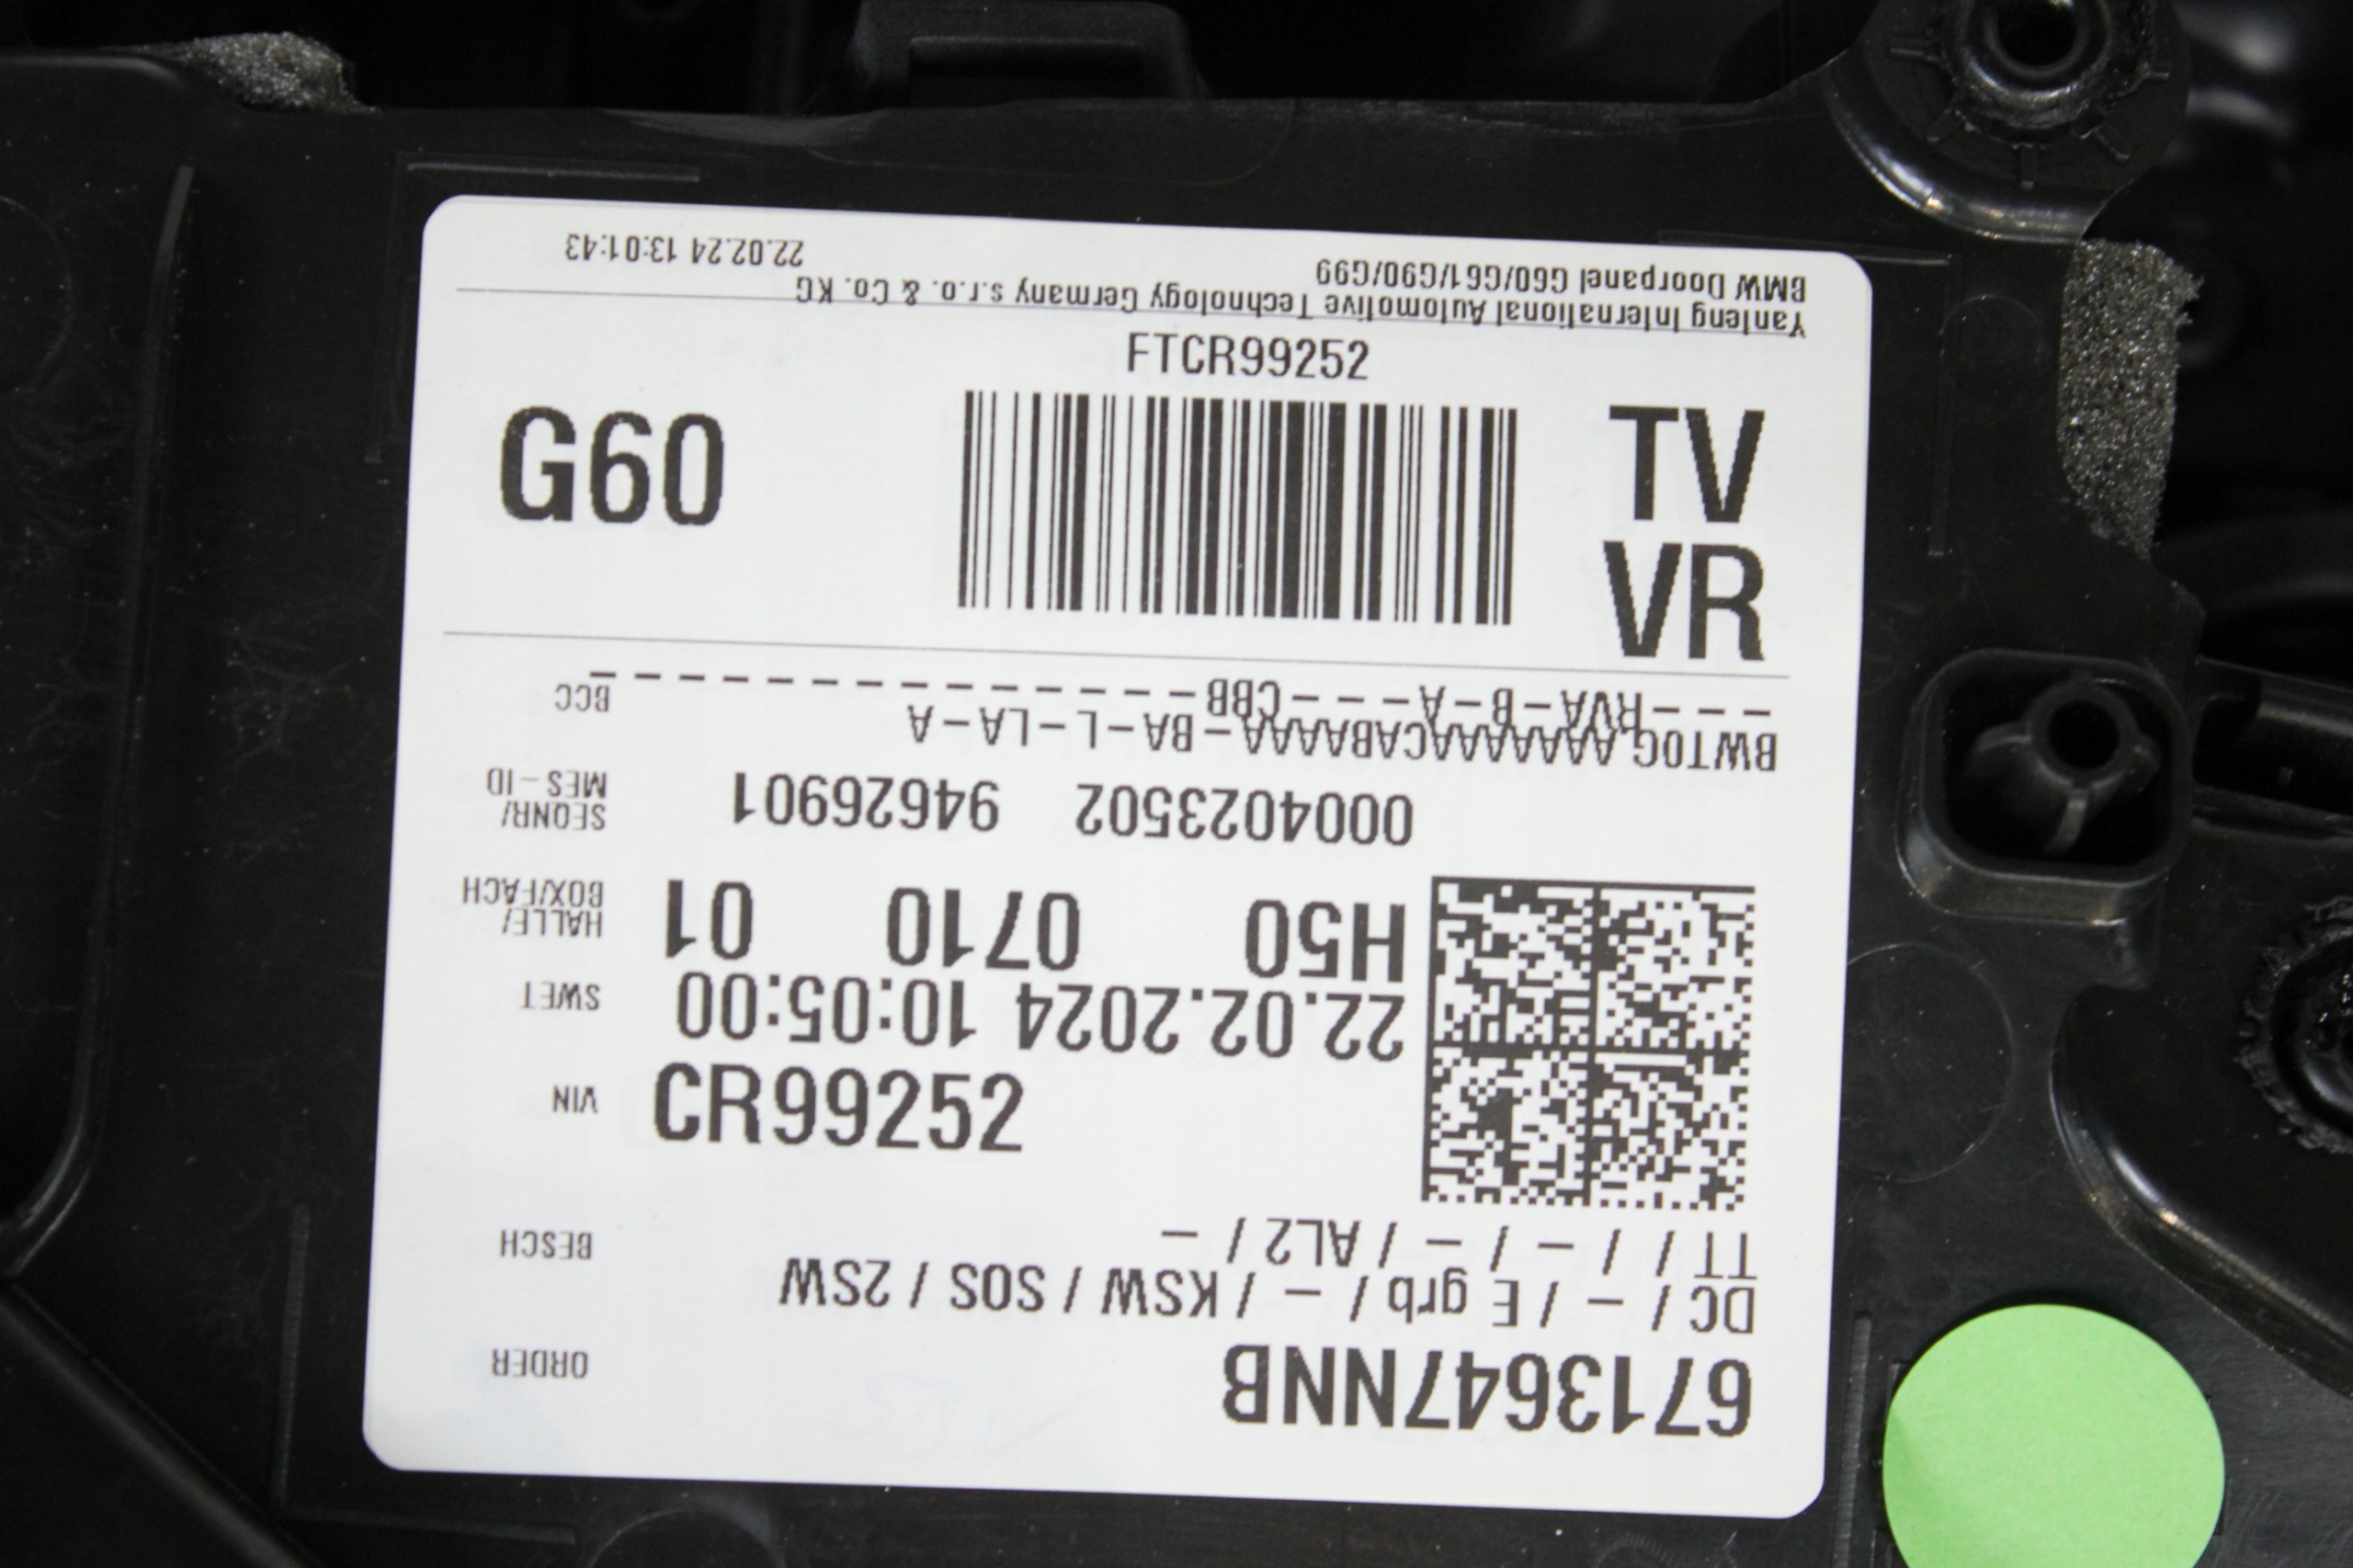 6713647NNB ORDER
DC / - / E grb / - / KSW / SOS / 2SW
TT / / - / - / AL2 / - BESCH
CR99252 VIN
22.02.2024 10:05:00 SWET
H50 0710 01 HALLE/
BOX/FACH
0004023502 94626901 SEQNR/
MES-ID
BWT0G AAAAAAAACABAAAA-BA-L-LA-A
---RVA-B-A---CBB-------------- BCC
TV
VR
G60
FTCR99252
Yanfeng International Automotive Technology Germany s.r.o. & Co. KG
BMW Doorpanel G60/G61/G90/G99 22.02.24 13:01:43